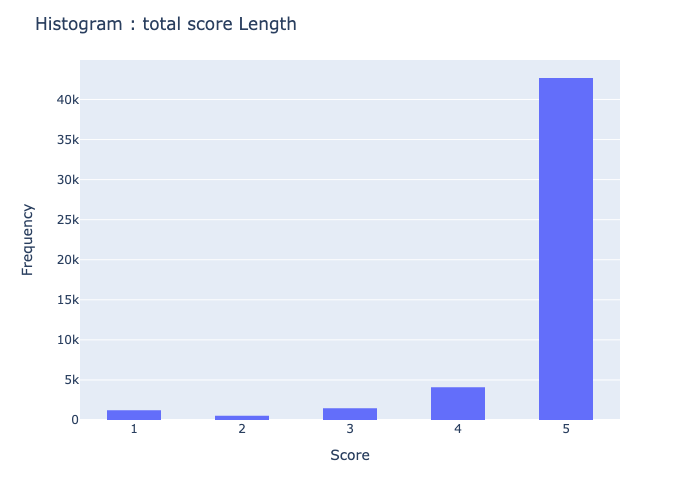 Histogram : total score Length
Frequency
40k
35k
30k
25k
20k
15k
10k
5k
0
1 2 3 4 5
Score